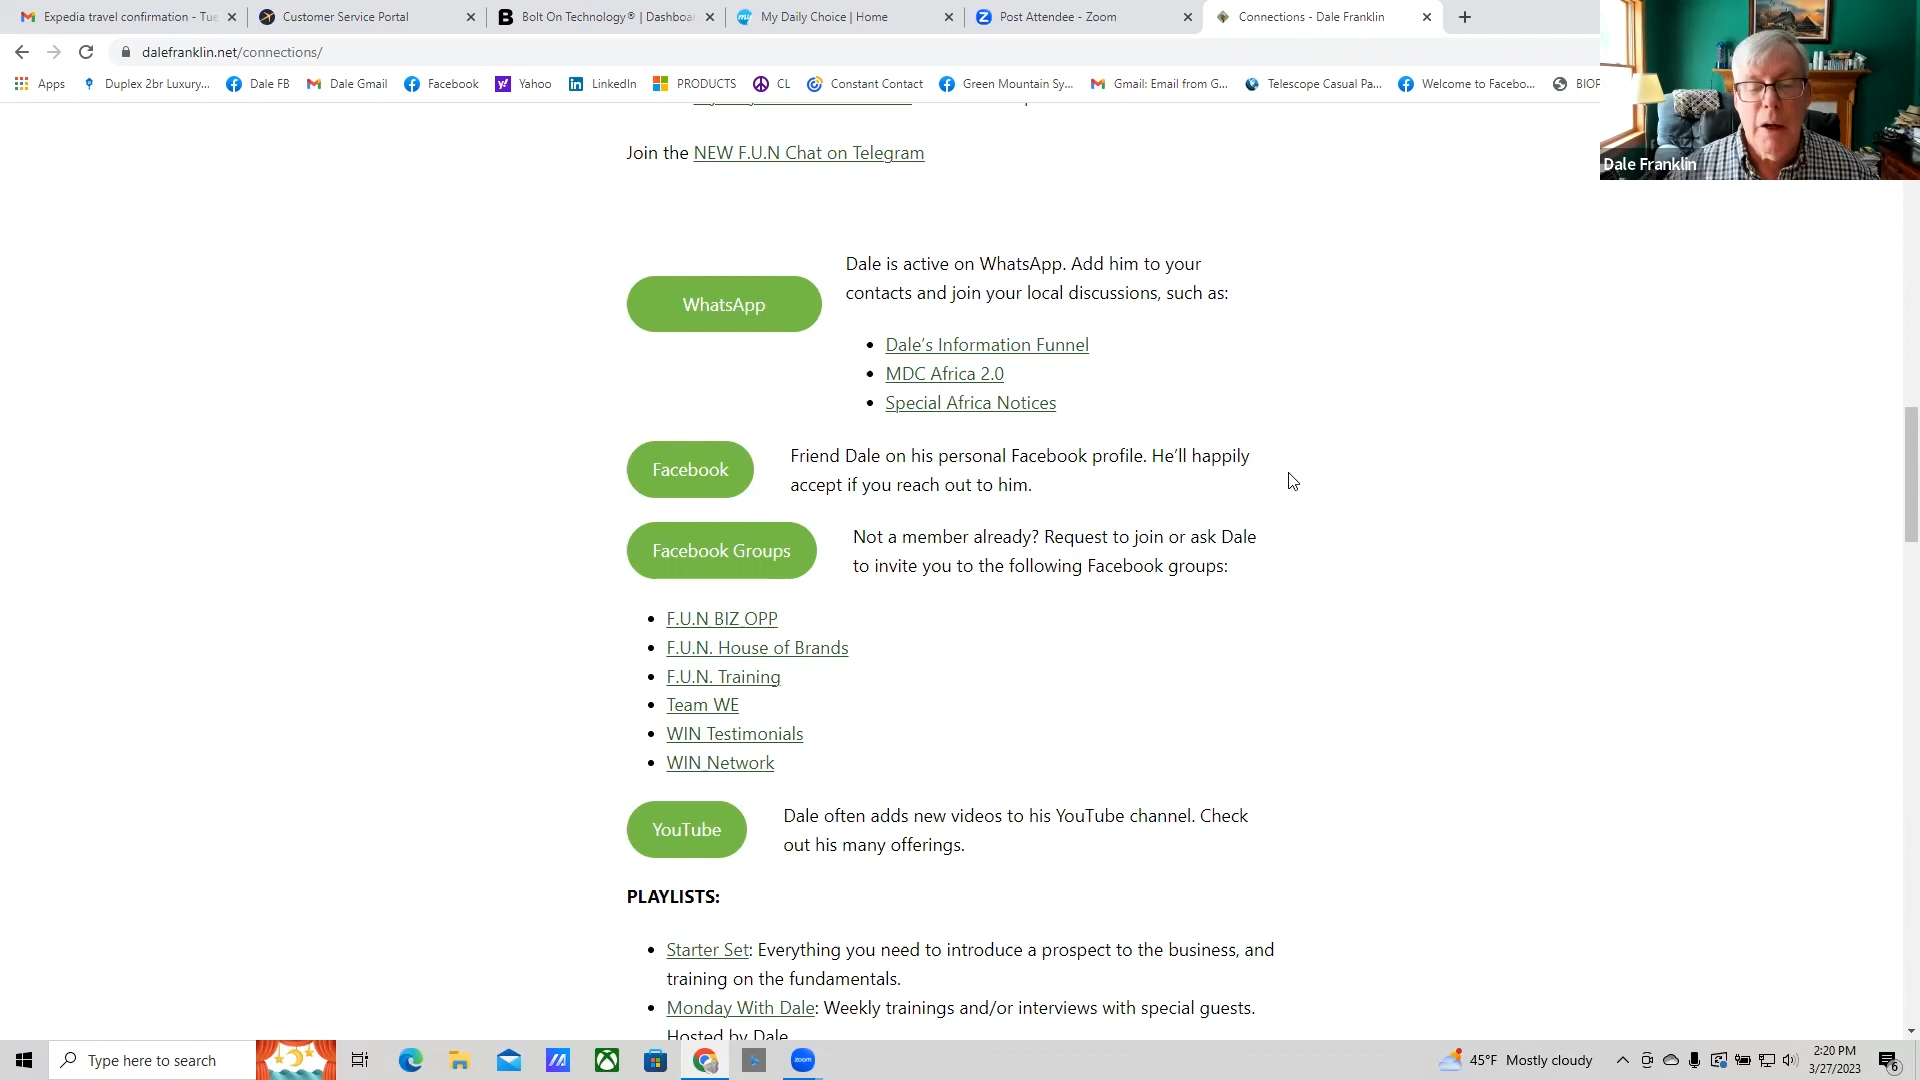 Expedia travel confirmation - Tue
Customer Service Portal
Bolt On Technology® | Dashboar
My Daily Choice | Home
Post Attendee - Zoom
Connections - Dale Franklin
dalefranklin.net/connections/
Apps
Duplex 2br Luxury...
Dale FB
Dale Gmail
Facebook
Yahoo
LinkedIn
PRODUCTS
CL
Constant Contact
Green Mountain Sy...
Gmail: Email from G...
Telescope Casual Pa...
Welcome to Facebo...
Dale Franklin
Join the NEW F.U.N Chat on Telegram
WhatsApp
Dale is active on WhatsApp. Add him to your
contacts and join your local discussions, such as:
• Dale’s Information Funnel
• MDC Africa 2.0
• Special Africa Notices
Facebook
Friend Dale on his personal Facebook profile. He’ll happily
accept if you reach out to him.
Facebook Groups
Not a member already? Request to join or ask Dale
to invite you to the following Facebook groups:
• F.U.N BIZ OPP
• F.U.N. House of Brands
• F.U.N. Training
• Team WE
• WIN Testimonials
• WIN Network
YouTube
Dale often adds new videos to his YouTube channel. Check
out his many offerings.
PLAYLISTS:
• Starter Set: Everything you need to introduce a prospect to the business, and
training on the fundamentals.
• Monday With Dale: Weekly trainings and/or interviews with special guests.
Hosted by Dale
Type here to search
zoom
45°F Mostly cloudy
2:20 PM
3/27/2023
6